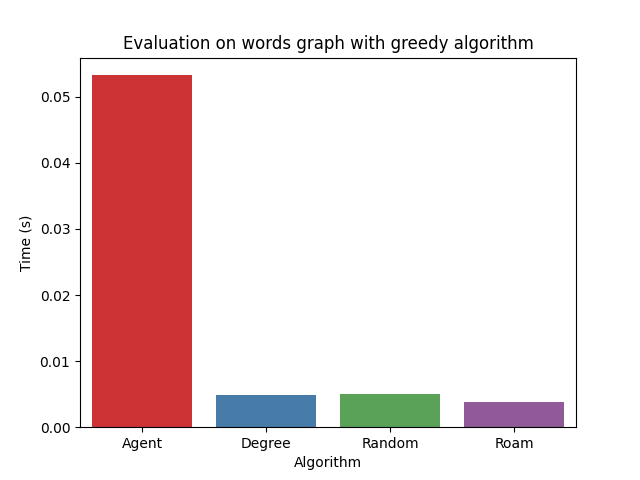 Evaluation on words graph with greedy algorithm
Time (s)
0.05
0.04
0.03
0.02
0.01
0.00
Agent Degree Random Roam
Algorithm